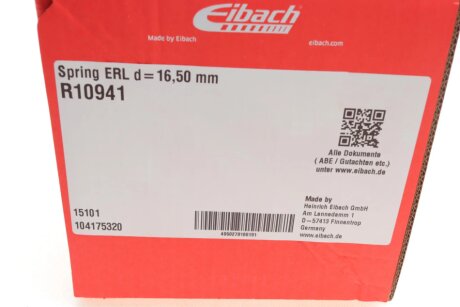 Eibach
Made by Eibach
eibach.com
Spring ERL d=16,50 mm
R10941
Alle Dokumente
( ABE / Gutachten etc.)
unter www.eibach.de
Made by
Heinrich Eibach GmbH
Am Lennedamm 1
D-57413 Finnentrop
Germany
www.eibach.de
15101
104175320